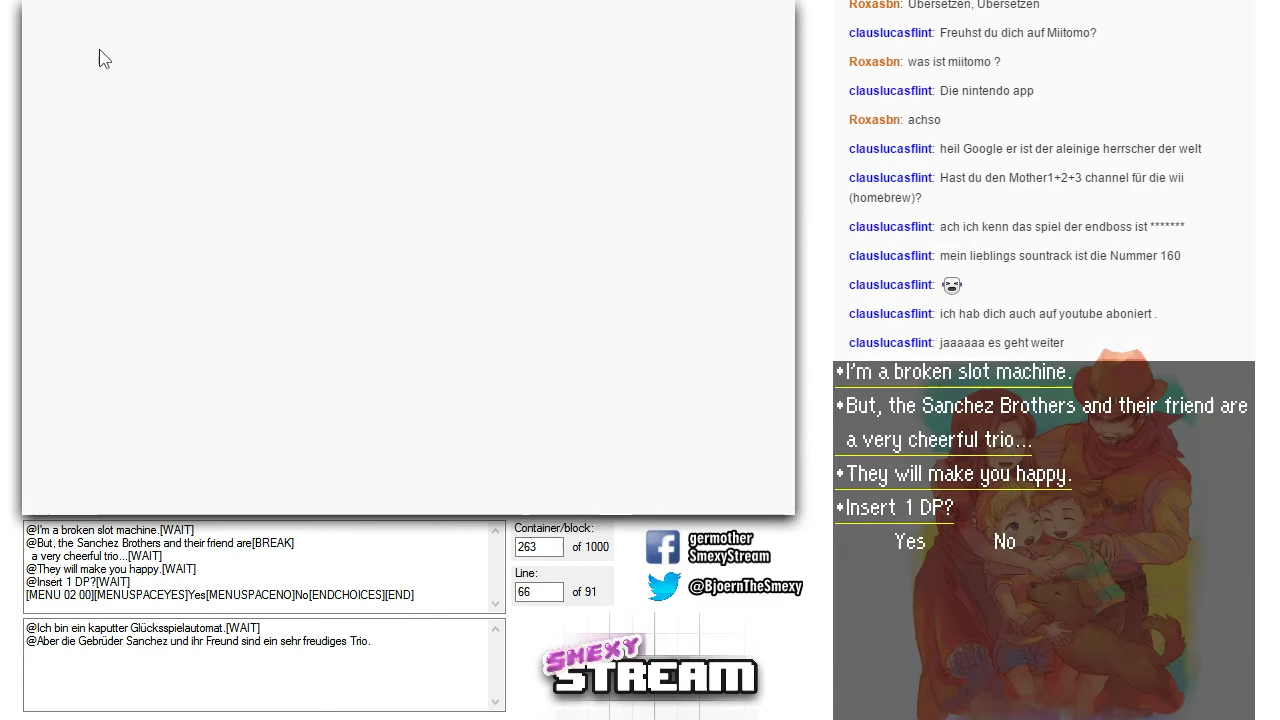 Roxasbn: Übersetzen, Übersetzen
clauslucasflint: Freuhst du dich auf Miitomo?
Roxasbn: was ist miitomo ?
clauslucasflint: Die nintendo app
Roxasbn: achso
clauslucasflint: heil Google er ist der aleinige herrscher der welt
clauslucasflint: Hast du den Mother1+2+3 channel für die wii
(homebrew)?
clauslucasflint: ach ich kenn das spiel der endboss ist *******
clauslucasflint: mein lieblings sountrack ist die Nummer 160
clauslucasflint:
clauslucasflint: ich hab dich auch auf youtube aboniert .
clauslucasflint: jaaaaaa es geht weiter
•I'm a broken slot machine.
•But, the Sanchez Brothers and their friend are
a very cheerful trio...
•They will make you happy.
•Insert 1 DP?
Yes No
@I'm a broken slot machine.[WAIT]
@But, the Sanchez Brothers and their friend are[BREAK]
a very cheerful trio...[WAIT]
@They will make you happy.[WAIT]
@Insert 1 DP?[WAIT]
[MENU 02 00][MENUSPACEYES]Yes[MENUSPACENO]No[ENDCHOICES][END]
@Ich bin ein kaputter Glücksspielautomat.[WAIT]
@Aber die Gebrüder Sanchez und ihr Freund sind ein sehr freudiges Trio.
Container/block:
263 of 1000
Line:
66 of 91
germother
SmexyStream
@BjoernTheSmexy
SMEXY
STREAM